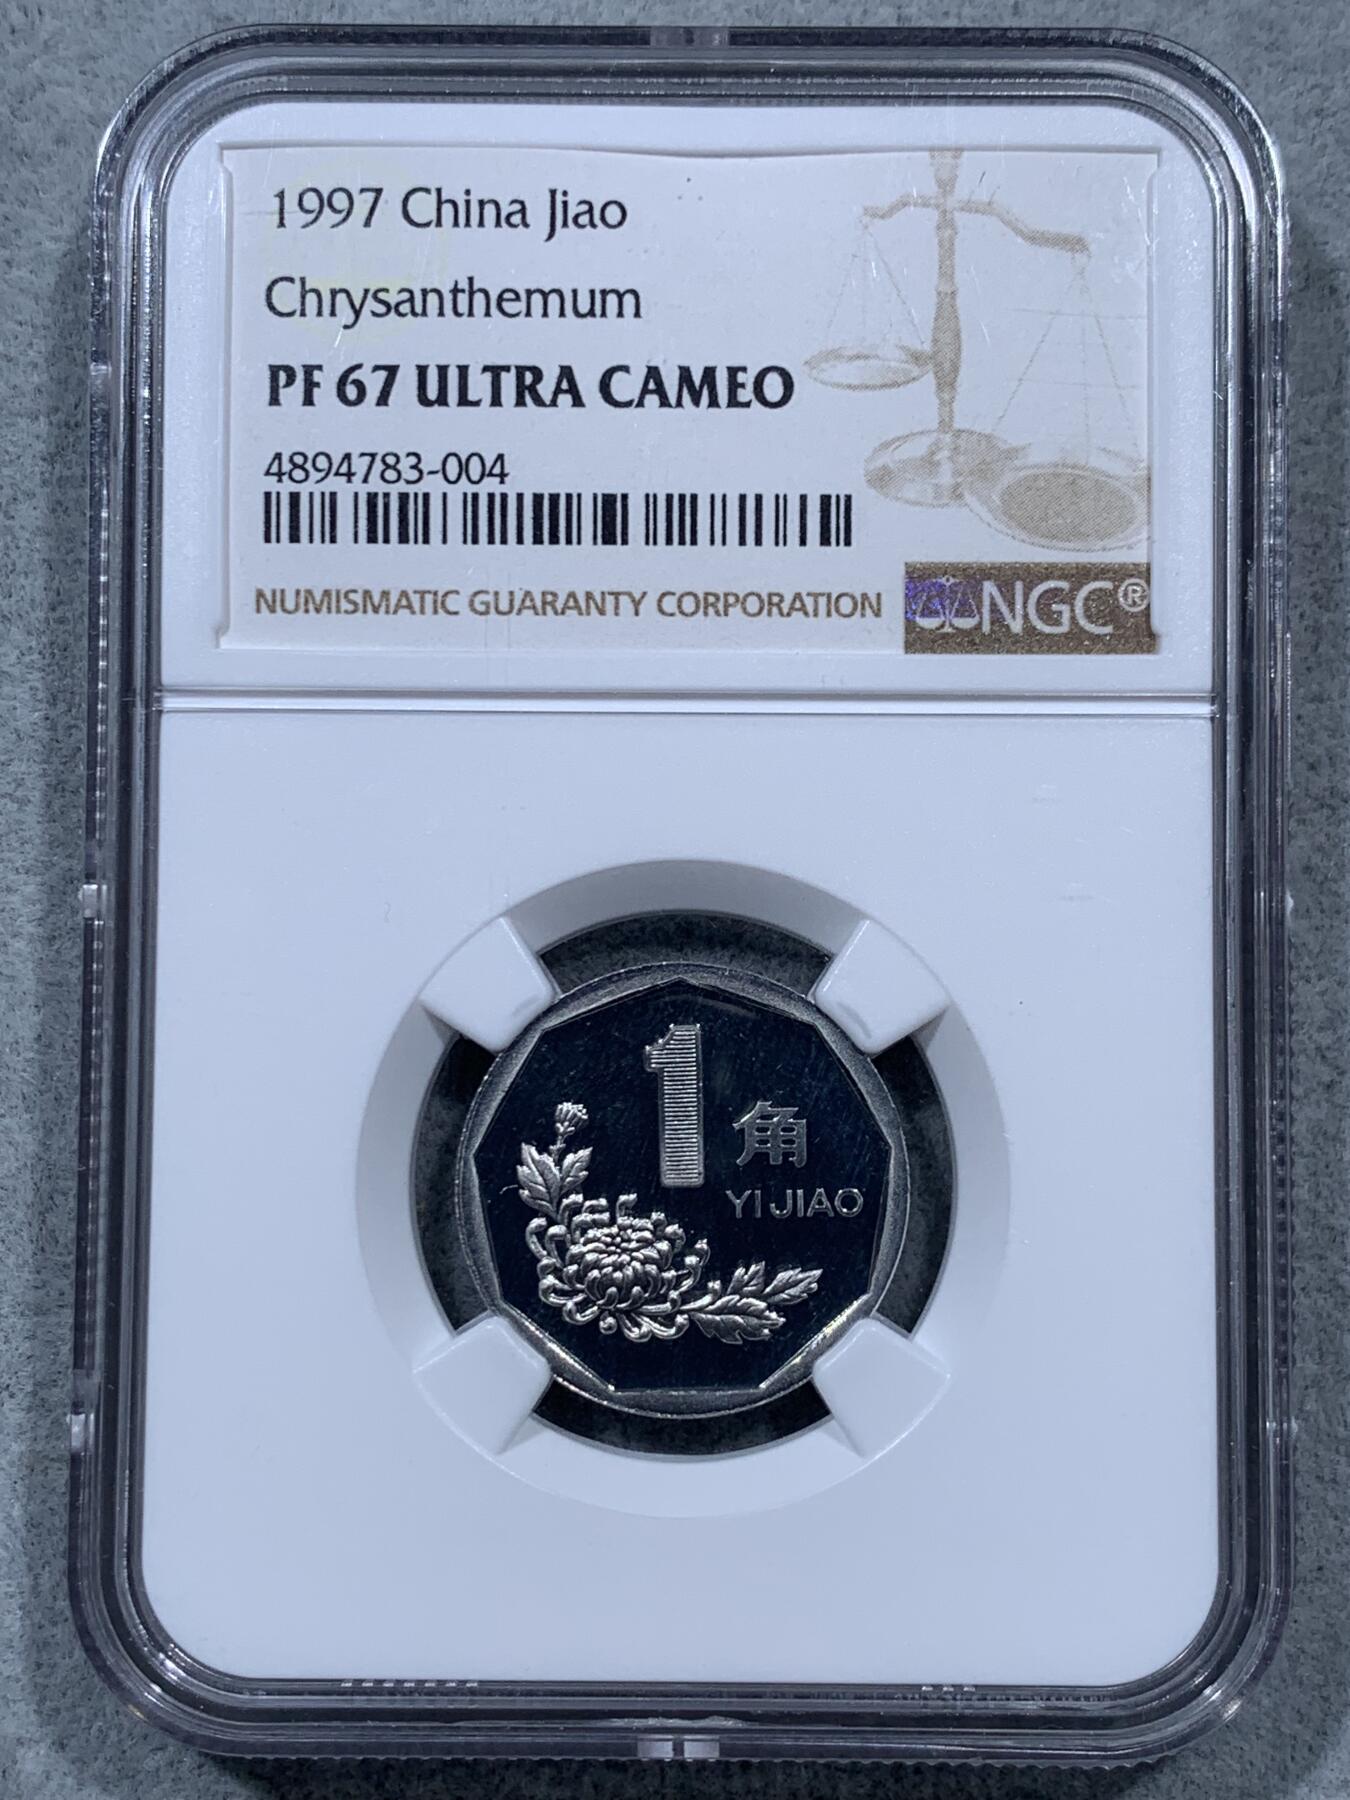 1997 China Jiao
Chrysanthemum
PF 67 ULTRA CAMEO
4894783-004
NUMISMATIC GUARANTY CORPORATION
NGC®
1
角
YI JIAO